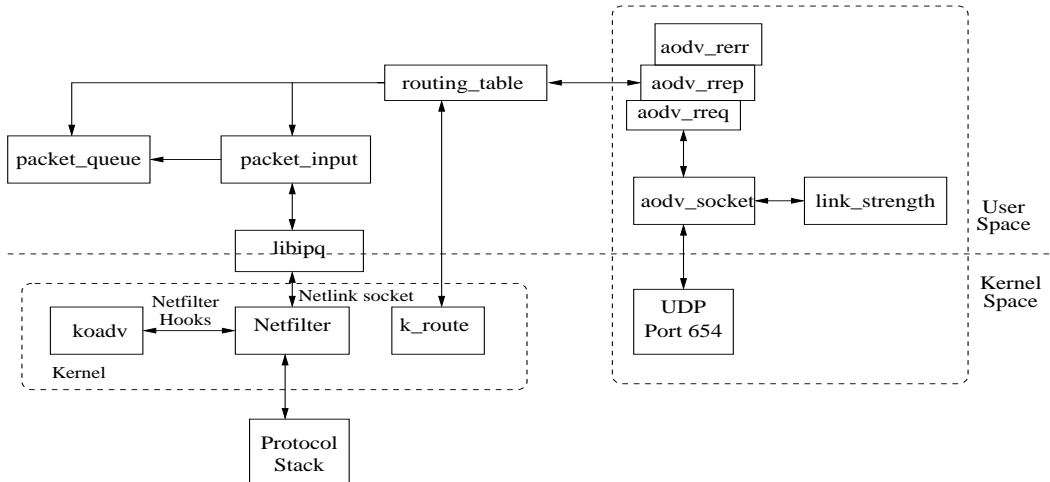 aodv_rerr
routing_table
aodv_rrep
aodv_rreq
packet_queue
packet_input
aodv_socket
link_strength
User
Space
libipq
Kernel
Space
Netlink socket
Netfilter
Hooks
koadv
Netfilter
k_route
UDP
Port 654
Kernel
Protocol
Stack